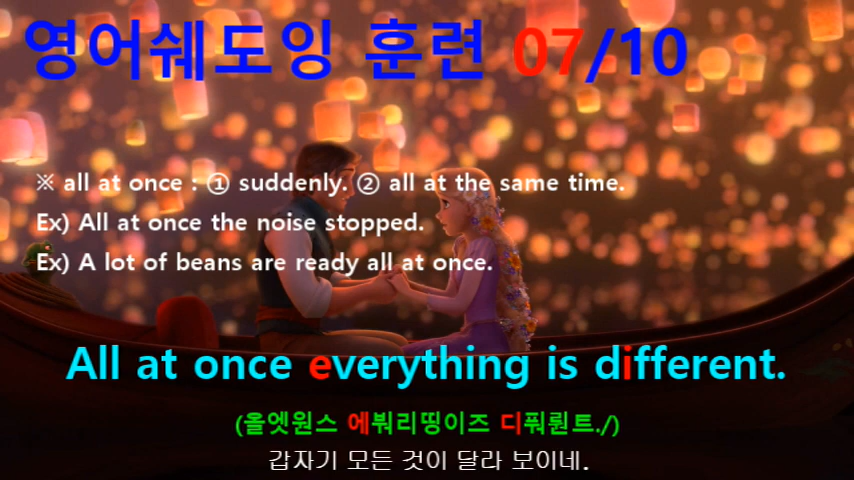 영어쉐도잉 훈련 07/10
※ all at once : ① suddenly. ② all at the same time.
Ex) All at once the noise stopped.
Ex) A lot of beans are ready all at once.
All at once everything is different.
(올엣원스 에붜리띵이즈 디풔뤈트./)
갑자기 모든 것이 달라 보이네.